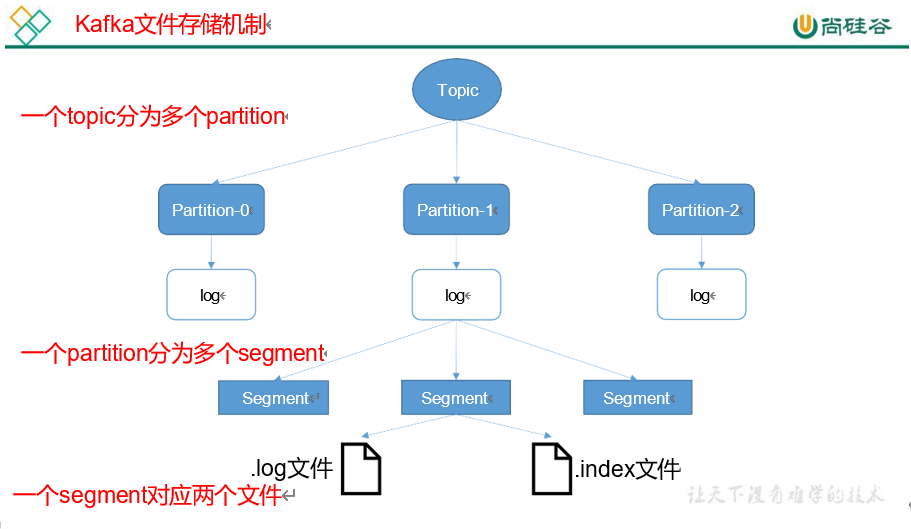 Kafka文件存储机制
尚硅谷
Topic
一个topic分为多个partition
Partition-0
Partition-1
Partition-2
log
log
log
一个partition分为多个segment
Segment
Segment
Segment
.log文件
.index文件
一个segment对应两个文件
让天下没有难学的技术